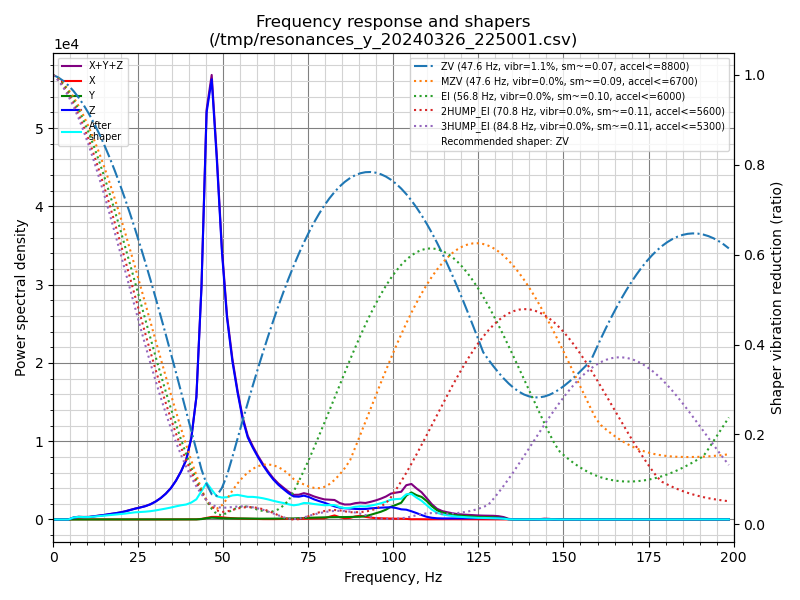 Frequency response and shapers
(/tmp/resonances_y_20240326_225001.csv)
1e4
X+Y+Z
X
Y
Z
After
shaper
ZV (47.6 Hz, vibr=1.1%, sm~=0.07, accel<=8800)
MZV (47.6 Hz, vibr=0.0%, sm~=0.09, accel<=6700)
EI (56.8 Hz, vibr=0.0%, sm~=0.10, accel<=6000)
2HUMP_EI (70.8 Hz, vibr=0.0%, sm~=0.11, accel<=5600)
3HUMP_EI (84.8 Hz, vibr=0.0%, sm~=0.11, accel<=5300)
Recommended shaper: ZV
Power spectral density
5
4
3
2
1
0
1.0
0.8
0.6
0.4
0.2
0.0
Shaper vibration reduction (ratio)
0 25 50 75 100 125 150 175 200
Frequency, Hz